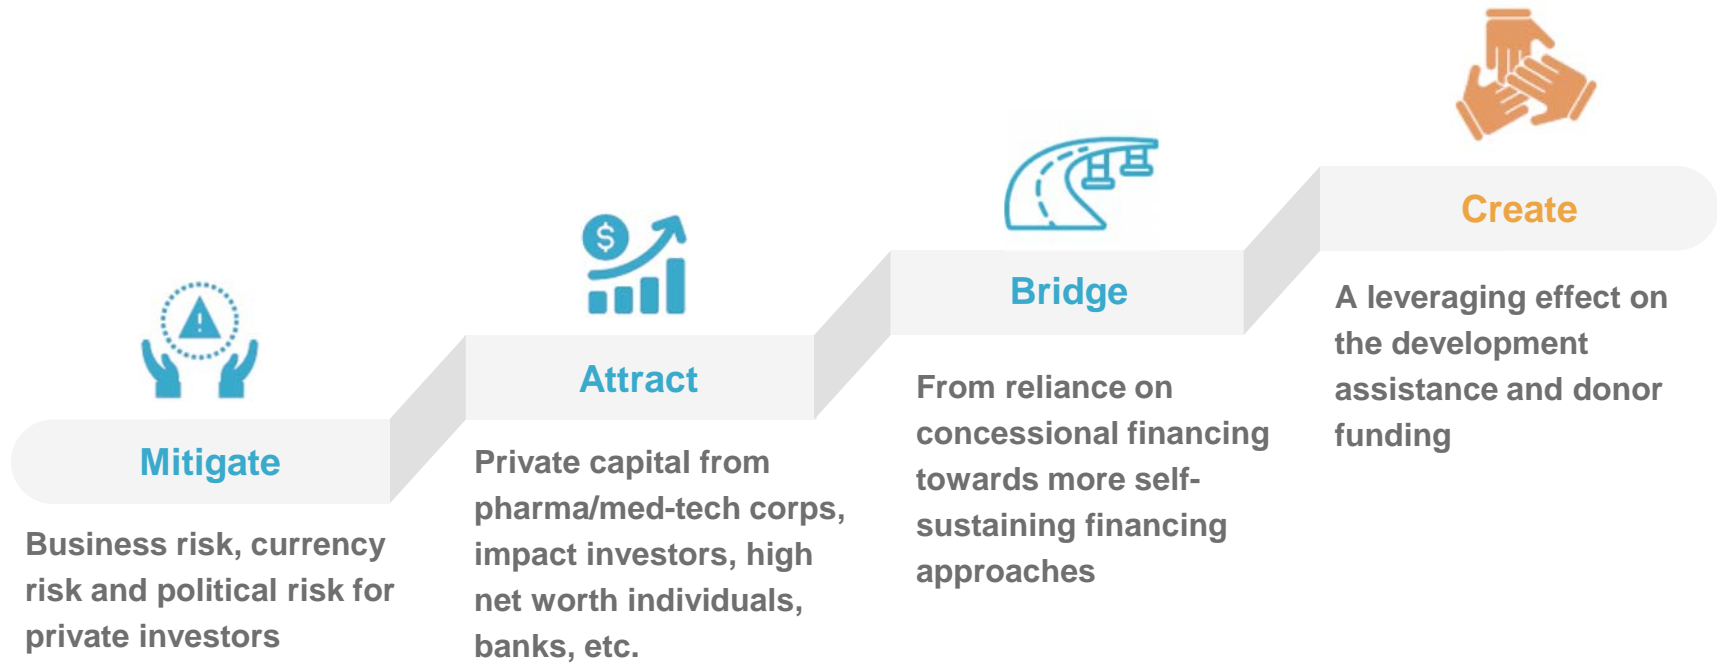 Mitigate
Business risk, currency
risk and political risk for
private investors
$
Attract
Private capital from
pharma/med-tech corps,
impact investors, high
net worth individuals,
banks, etc.
Bridge
From reliance on
concessional financing
towards more self-
sustaining financing
approaches
Create
A leveraging effect on
the development
assistance and donor
funding